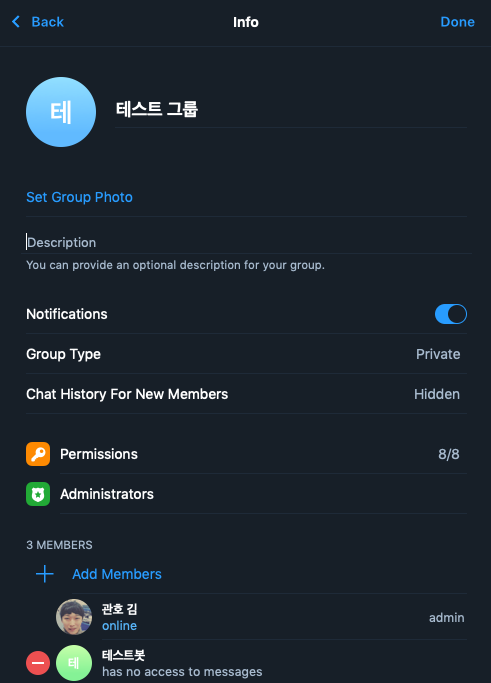 Back
Info
Done
테
테스트 그룹
Set Group Photo
Description
You can provide an optional description for your group.
Notifications
Group Type
Private
Chat History For New Members
Hidden
Permissions
8/8
Administrators
3 MEMBERS
Add Members
관호 김
online
admin
테
테스트봇
has no access to messages